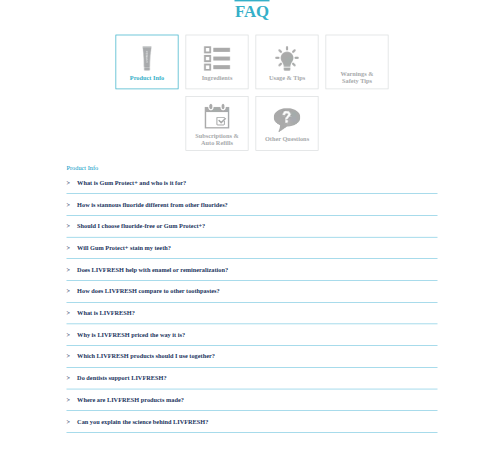 FAQ
Product Info
Ingredients
Usage & Tips
Warnings &
Safety Tips
Subscriptions &
Auto Refills
Other Questions
Product Info
> What is Gum Protect+ and who is it for?
> How is stannous fluoride different from other fluorides?
> Should I choose fluoride-free or Gum Protect+?
> Will Gum Protect+ stain my teeth?
> Does LIVFRESH help with enamel or remineralization?
> How does LIVFRESH compare to other toothpastes?
> What is LIVFRESH?
> Why is LIVFRESH priced the way it is?
> Which LIVFRESH products should I use together?
> Do dentists support LIVFRESH?
> Where are LIVFRESH products made?
> Can you explain the science behind LIVFRESH?